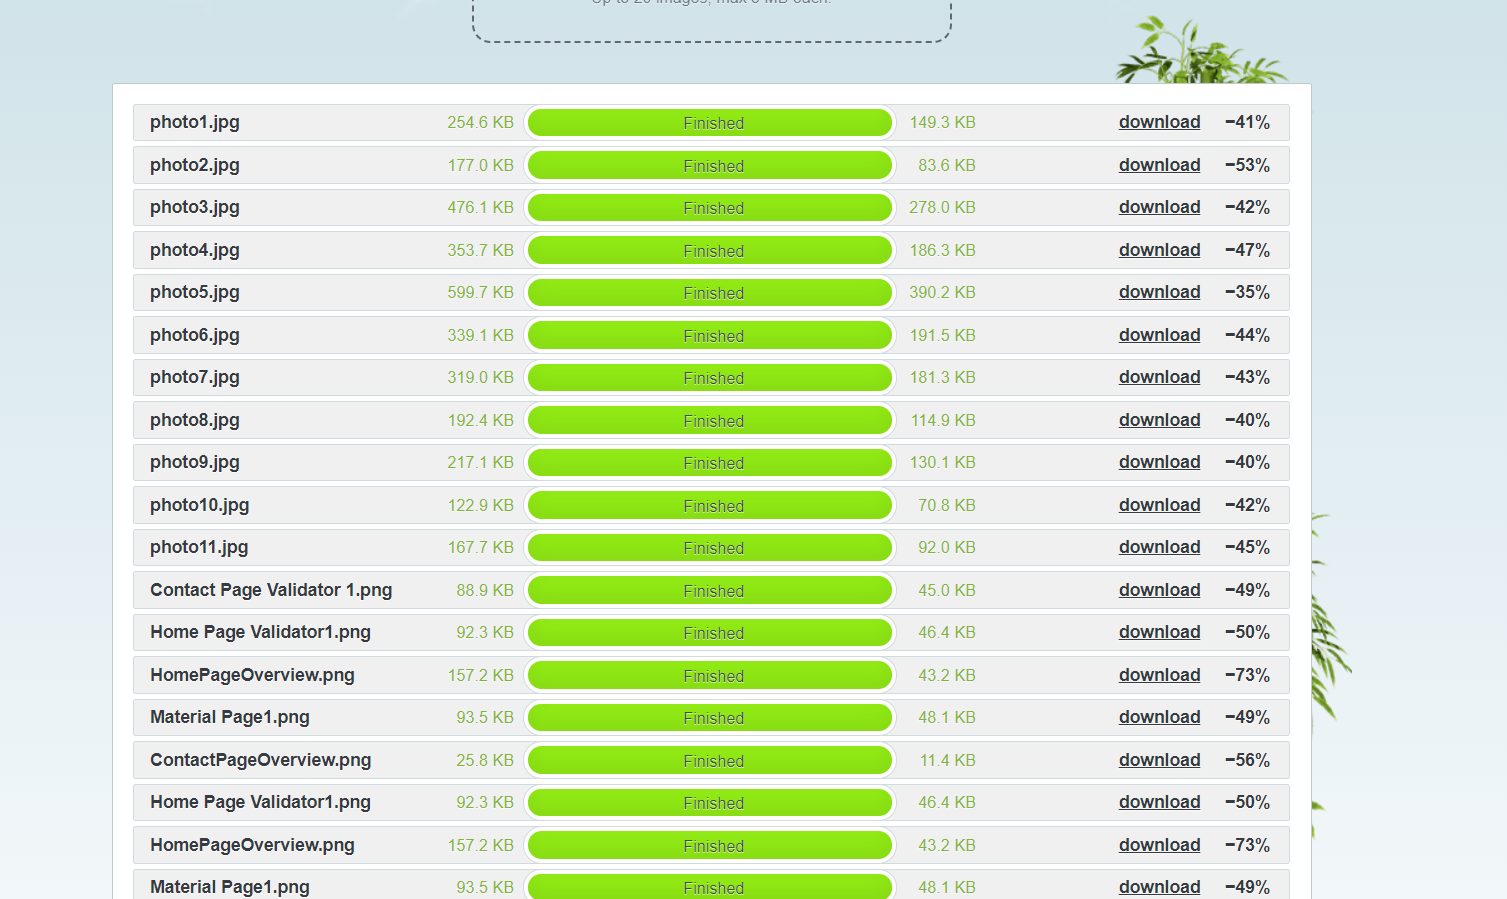 Up to 20 images, max 5 MB each.
photo1.jpg 254.6 KB Finished 149.3 KB download −41%
photo2.jpg 177.0 KB Finished 83.6 KB download −53%
photo3.jpg 476.1 KB Finished 278.0 KB download −42%
photo4.jpg 353.7 KB Finished 186.3 KB download −47%
photo5.jpg 599.7 KB Finished 390.2 KB download −35%
photo6.jpg 339.1 KB Finished 191.5 KB download −44%
photo7.jpg 319.0 KB Finished 181.3 KB download −43%
photo8.jpg 192.4 KB Finished 114.9 KB download −40%
photo9.jpg 217.1 KB Finished 130.1 KB download −40%
photo10.jpg 122.9 KB Finished 70.8 KB download −42%
photo11.jpg 167.7 KB Finished 92.0 KB download −45%
Contact Page Validator 1.png 88.9 KB Finished 45.0 KB download −49%
Home Page Validator1.png 92.3 KB Finished 46.4 KB download −50%
HomePageOverview.png 157.2 KB Finished 43.2 KB download −73%
Material Page1.png 93.5 KB Finished 48.1 KB download −49%
ContactPageOverview.png 25.8 KB Finished 11.4 KB download −56%
Home Page Validator1.png 92.3 KB Finished 46.4 KB download −50%
HomePageOverview.png 157.2 KB Finished 43.2 KB download −73%
Material Page1.png 93.5 KB Finished 48.1 KB download −49%